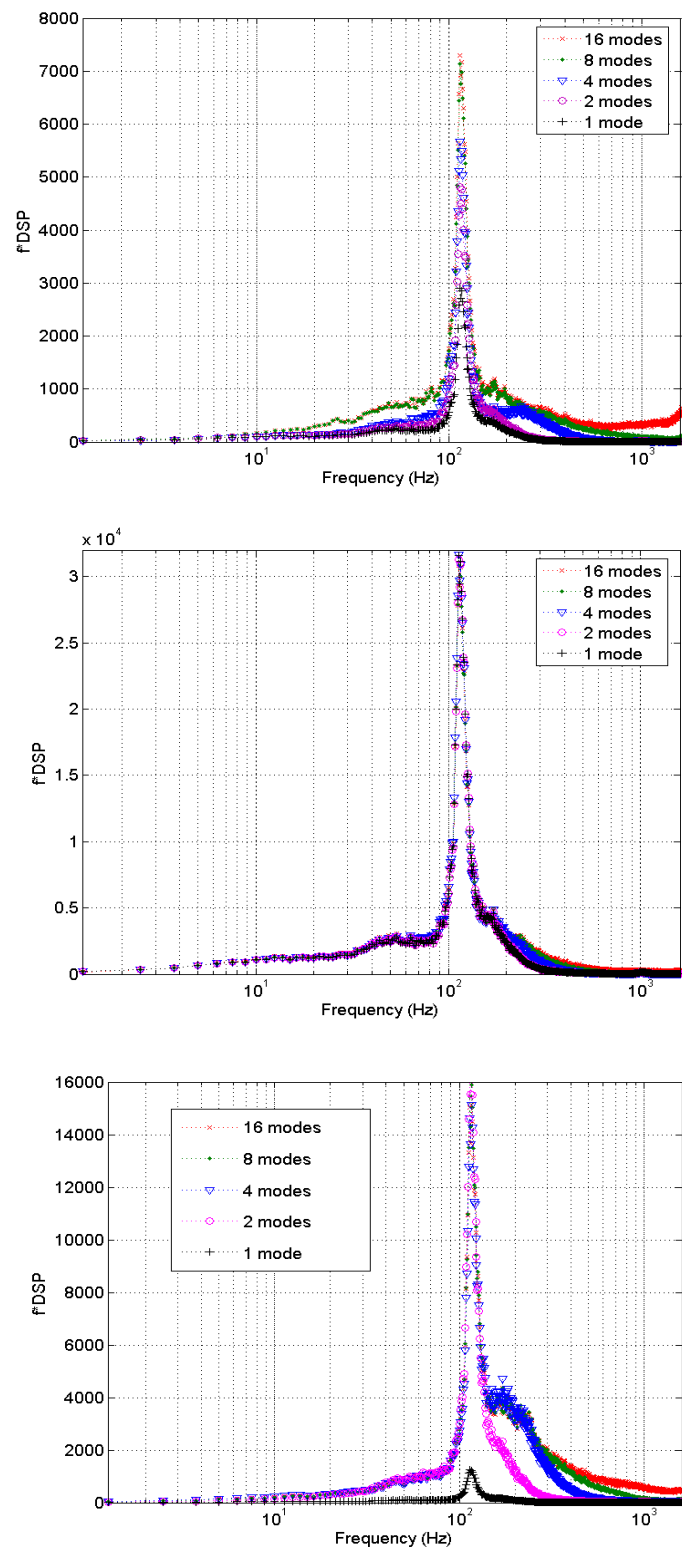 8000
7000
6000
5000
4000
3000
2000
1000
0
f*DSP
16 modes
8 modes
4 modes
2 modes
1 mode
10^1
10^2
10^3
Frequency (Hz)
x 10^4
3
2.5
2
1.5
1
0.5
0
f*DSP
16 modes
8 modes
4 modes
2 modes
1 mode
10^1
10^2
10^3
Frequency (Hz)
16000
14000
12000
10000
8000
6000
4000
2000
0
f*DSP
16 modes
8 modes
4 modes
2 modes
1 mode
10^1
10^2
10^3
Frequency (Hz)